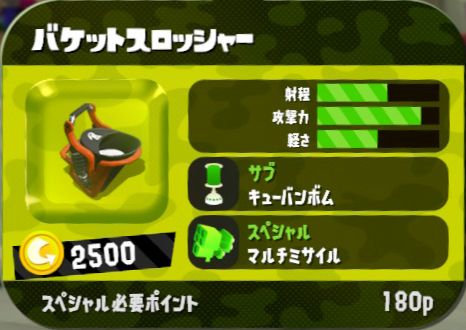 バケットスロッシャー
射程
攻撃力
軽さ
サブ
キューバンボム
スペシャル
マルチミサイル
2500
スペシャル必要ポイント 180p